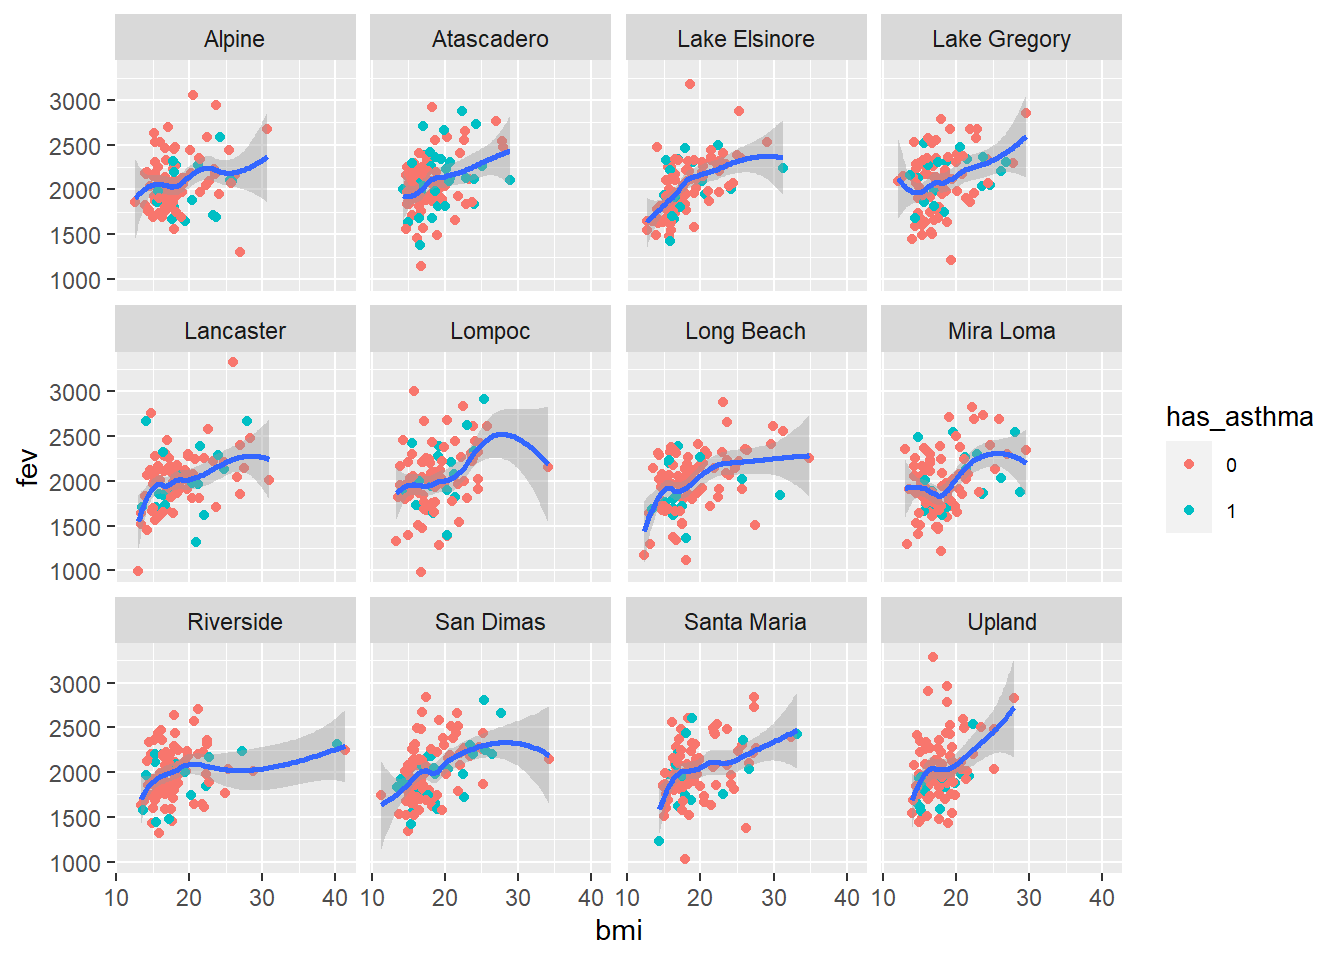 Alpine Atascadero Lake Elsinore Lake Gregory
3000
2500
2000
1500
1000
Lancaster Lompoc Long Beach Mira Loma
3000
2500
2000
1500
1000
Riverside San Dimas Santa Maria Upland
3000
2500
2000
1500
1000
10 20 30 40 10 20 30 40 10 20 30 40 10 20 30 40
bmi
fev
has_asthma
0
1